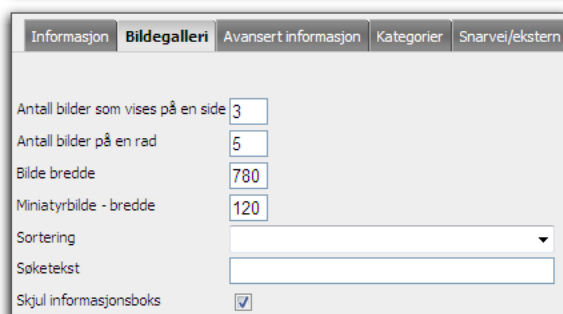 Informasjon Bildegalleri Avansert informasjon Kategorier Snarvei/ekstern
Antall bilder som vises på en side 3
Antall bilder på en rad 5
Bilde bredde 780
Miniatyrbilde - bredde 120
Sortering
Søketekst
Skjul informasjonsboks